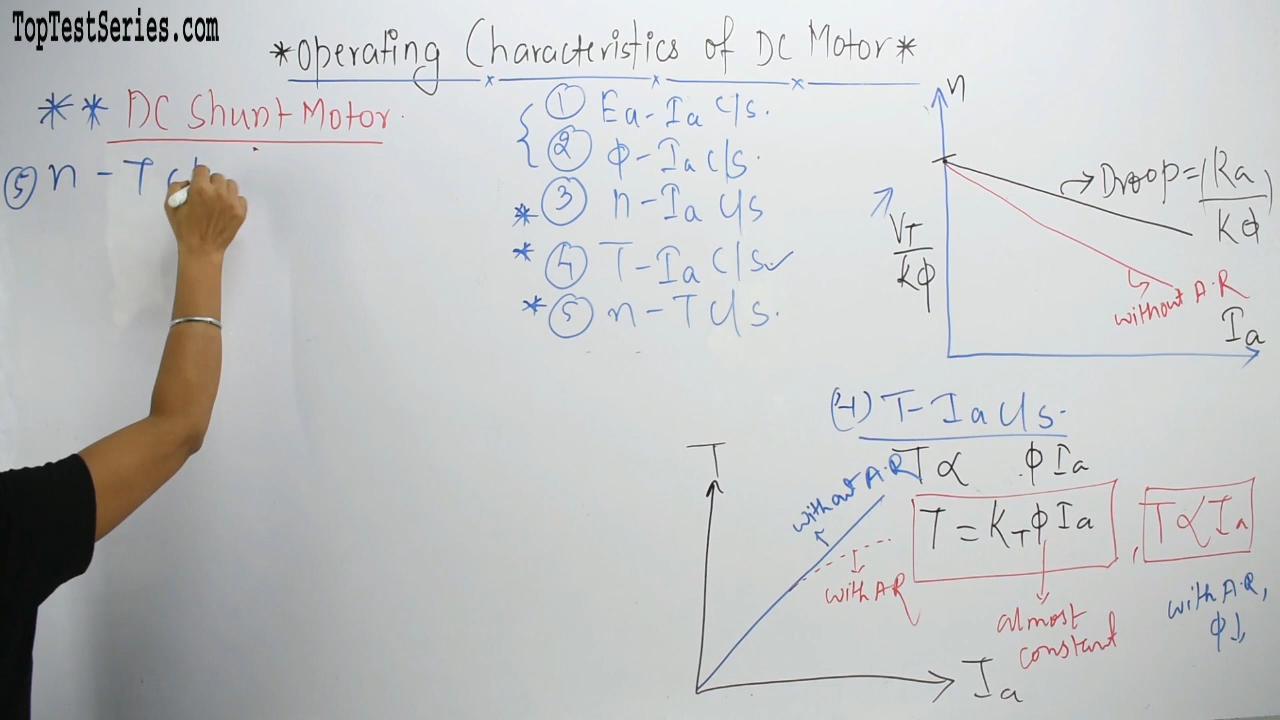 TopTestSeries.com
*Operating Characteristics of DC Motor*
** DC Shunt Motor
⑤ n - T c/
① Ea - Ia C/s.
② φ - Ia C/s.
* ③ n - Ia C/s
* ④ T - Ia C/s ✓
* ⑤ n - T C/s.
n
VT/Kφ
Droop = (Ra/Kφ)
without A.R
Ia
(4) T - Ia C/s.
T ∝ φ Ia
T = KT φ Ia , T ∝ Ia
almost
constant
with A.R,
φ↓
T
without A.R
with A.R
Ia